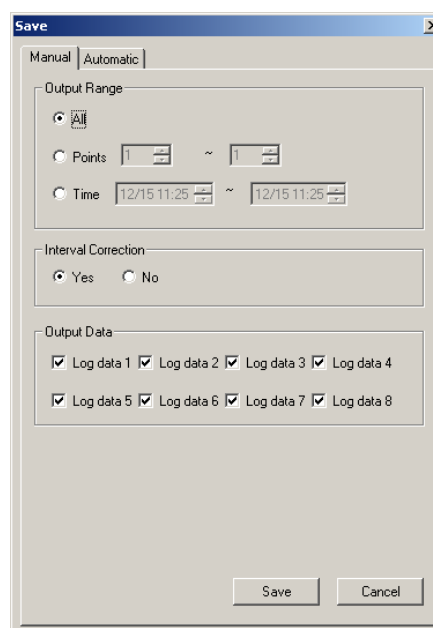 Save
Manual Automatic
Output Range
All
Points 1 ~ 1
Time 12/15 11:25 ~ 12/15 11:25
Interval Correction
Yes No
Output Data
Log data 1 Log data 2 Log data 3 Log data 4
Log data 5 Log data 6 Log data 7 Log data 8
Save Cancel